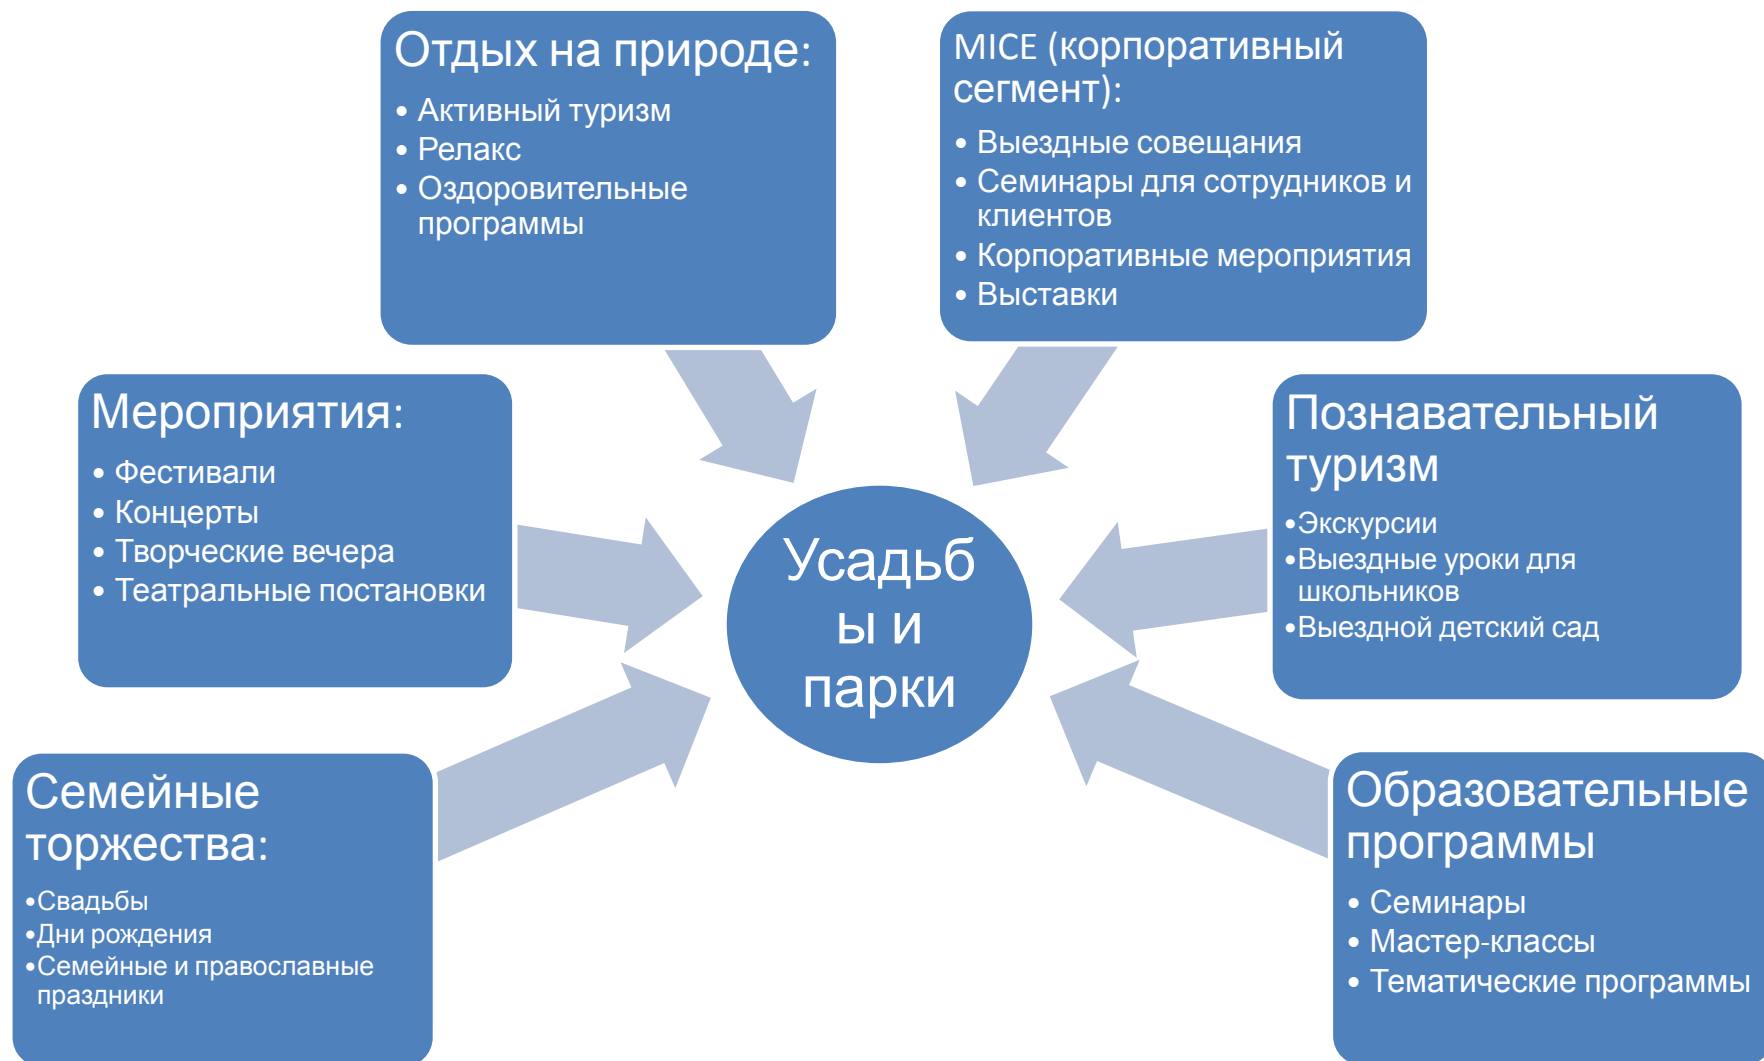 Отдых на природе:
• Активный туризм
• Релакс
• Оздоровительные
программы
MICE (корпоративный
сегмент):
• Выездные совещания
• Семинары для сотрудников и
клиентов
• Корпоративные мероприятия
• Выставки
Мероприятия:
• Фестивали
• Концерты
• Творческие вечера
• Театральные постановки
Познавательный
туризм
•Экскурсии
•Выездные уроки для
школьников
•Выездной детский сад
Усадьб
ы и
парки
Семейные
торжества:
•Свадьбы
•Дни рождения
•Семейные и православные
праздники
Образовательные
программы
• Семинары
• Мастер-классы
• Тематические программы